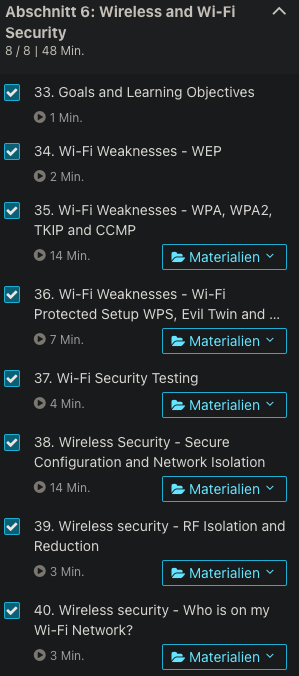 Abschnitt 6: Wireless and Wi-Fi
Security
8 / 8 | 48 Min.
33. Goals and Learning Objectives
1 Min.
34. Wi-Fi Weaknesses - WEP
2 Min.
35. Wi-Fi Weaknesses - WPA, WPA2,
TKIP and CCMP
14 Min.
Materialien
36. Wi-Fi Weaknesses - Wi-Fi
Protected Setup WPS, Evil Twin and ...
7 Min.
Materialien
37. Wi-Fi Security Testing
4 Min.
Materialien
38. Wireless Security - Secure
Configuration and Network Isolation
14 Min.
Materialien
39. Wireless security - RF Isolation and
Reduction
3 Min.
Materialien
40. Wireless security - Who is on my
Wi-Fi Network?
3 Min.
Materialien